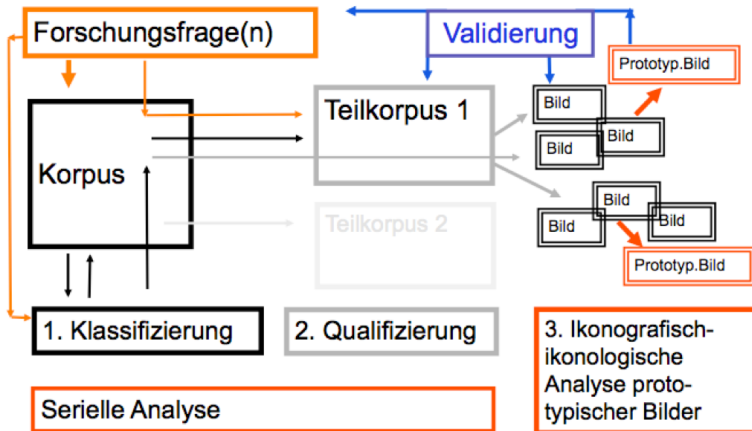 Forschungsfrage(n)
Validierung
Prototyp.Bild
Korpus
Teilkorpus 1
Bild
Bild
Bild
Teilkorpus 2
Bild
Bild
Bild
Prototyp.Bild
1. Klassifizierung
2. Qualifizierung
3. Ikonografisch-
ikonologische
Analyse proto-
typischer Bilder
Serielle Analyse